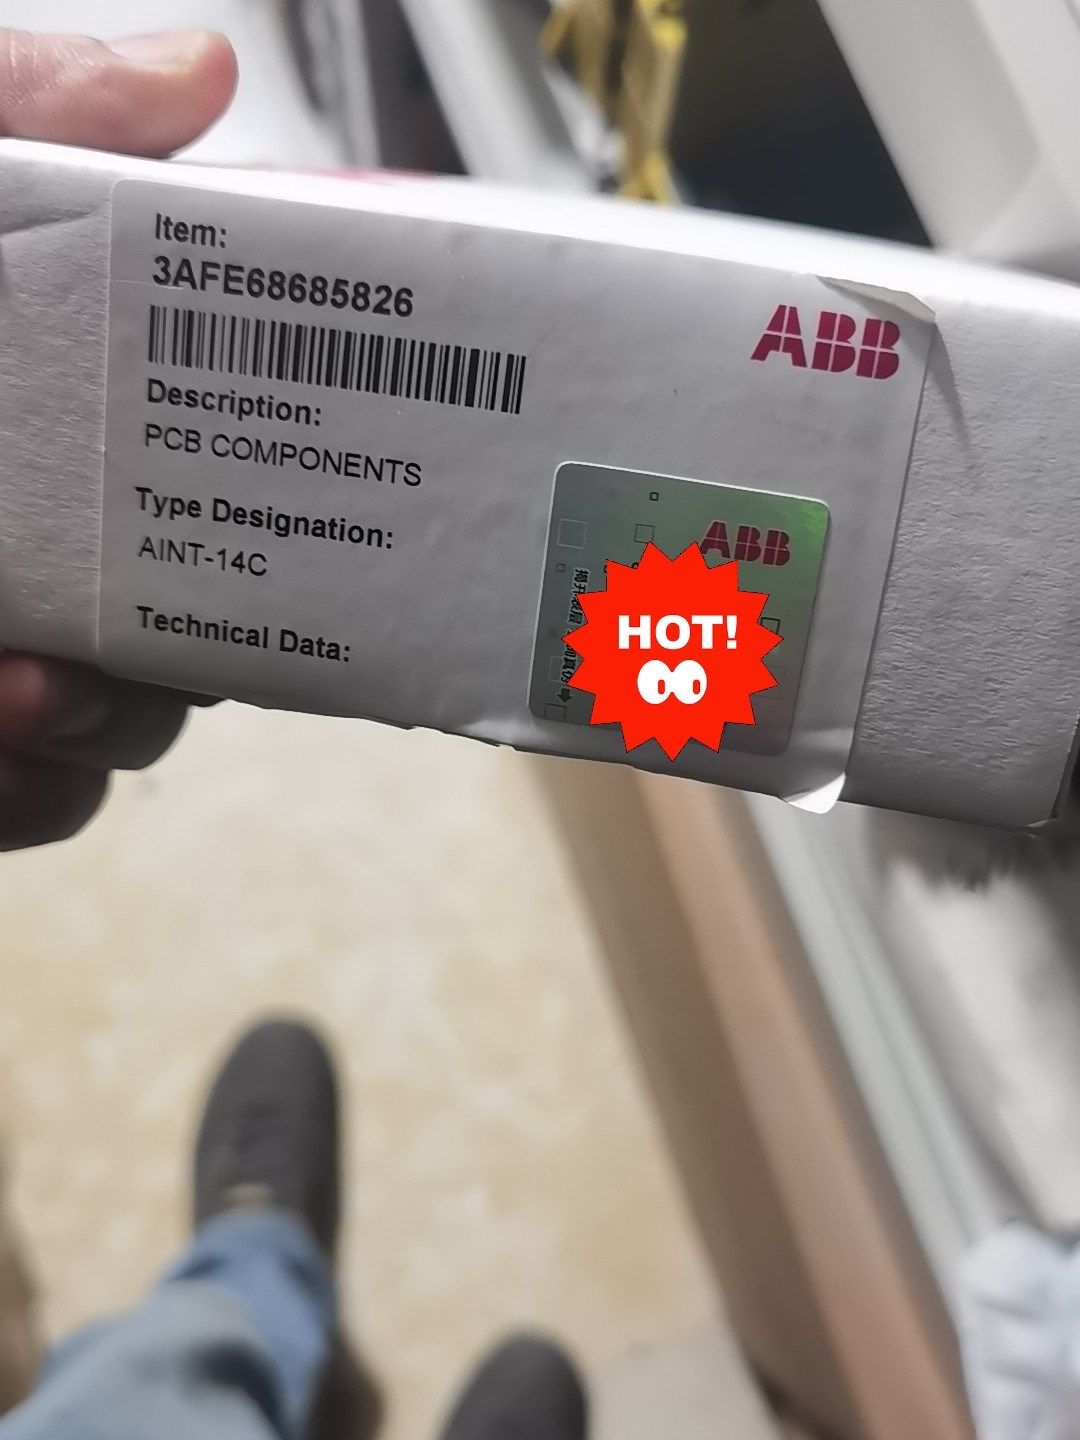 Item:
3AFE68685826
ABB
Description:
PCB COMPONENTS
Type Designation:
AINT-14C
Technical Data:
ABB
HOT!